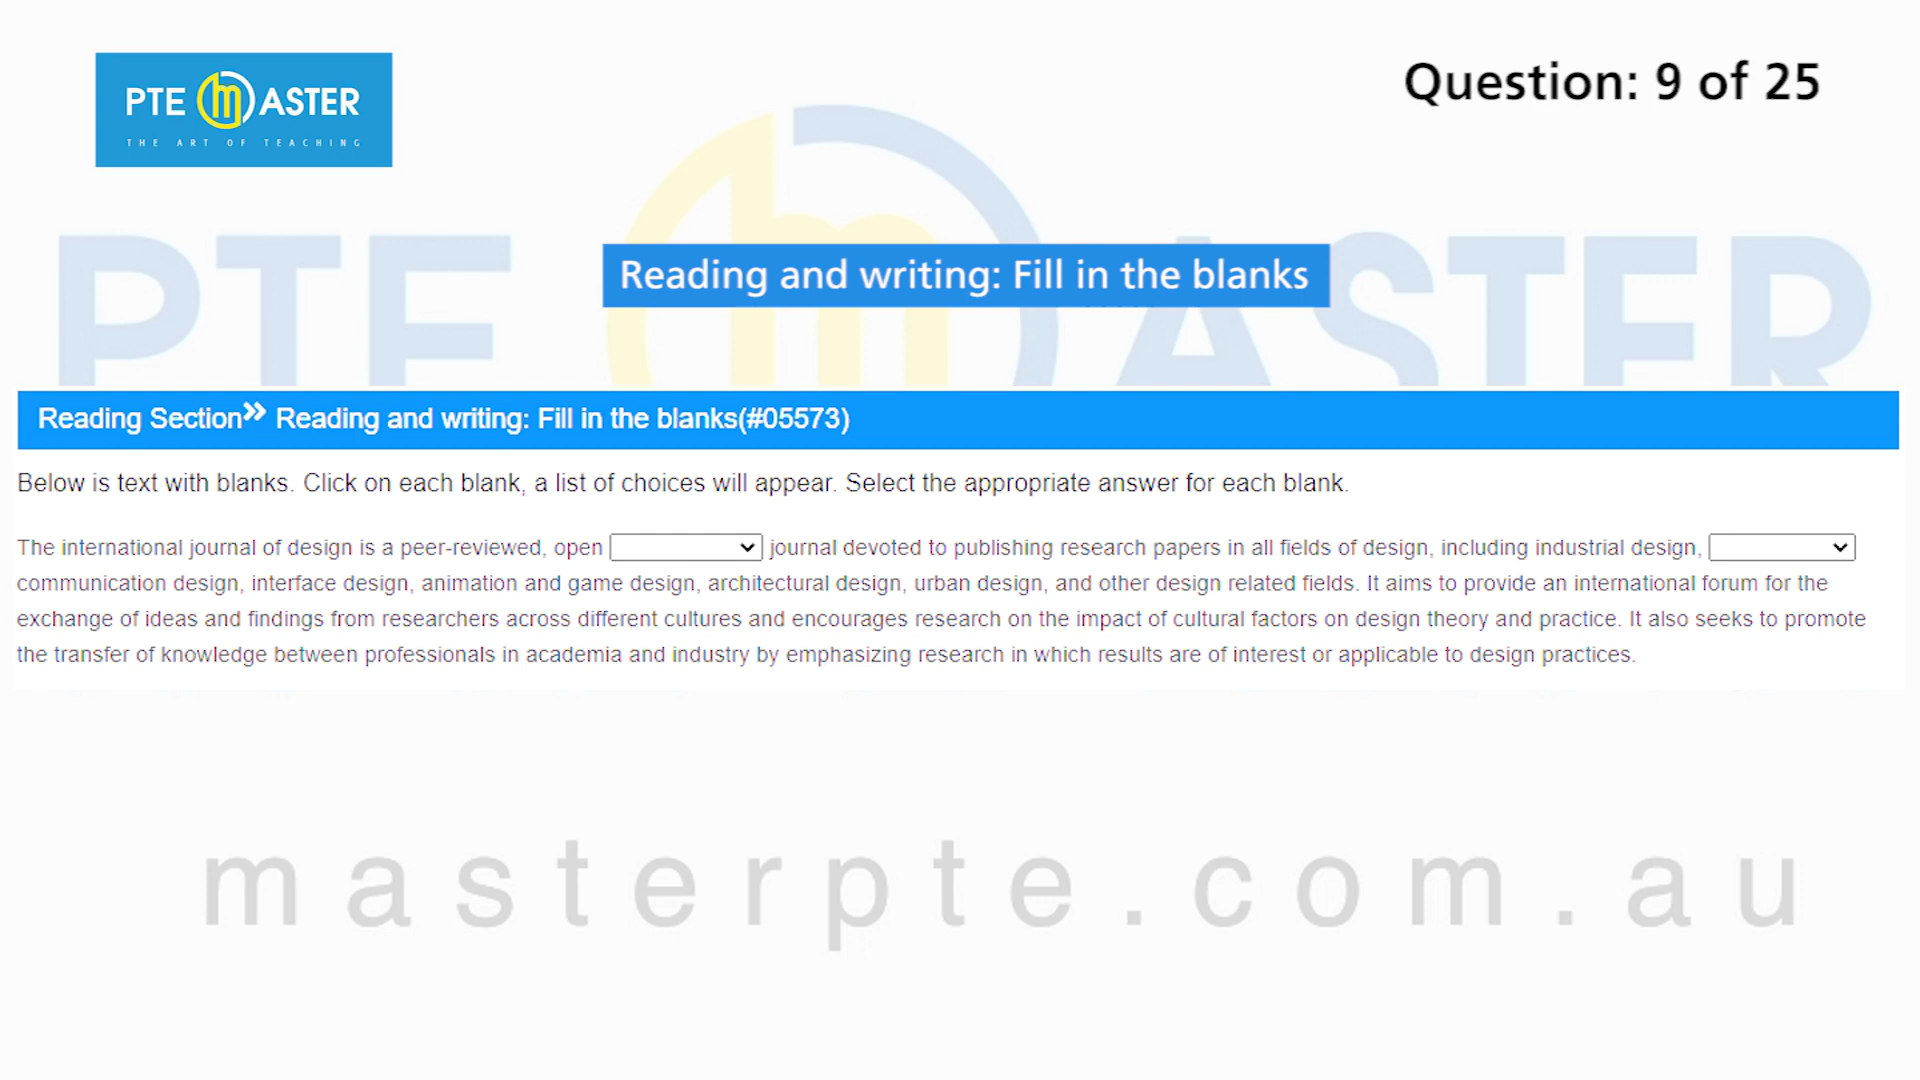 PTE MASTER
THE ART OF TEACHING
Question: 9 of 25
PTE MASTER
Reading and writing: Fill in the blanks
Reading Section» Reading and writing: Fill in the blanks(#05573)
Below is text with blanks. Click on each blank, a list of choices will appear. Select the appropriate answer for each blank.
The international journal of design is a peer-reviewed, open journal devoted to publishing research papers in all fields of design, including industrial design,
communication design, interface design, animation and game design, architectural design, urban design, and other design related fields. It aims to provide an international forum for the
exchange of ideas and findings from researchers across different cultures and encourages research on the impact of cultural factors on design theory and practice. It also seeks to promote
the transfer of knowledge between professionals in academia and industry by emphasizing research in which results are of interest or applicable to design practices.
masterpte.com.au